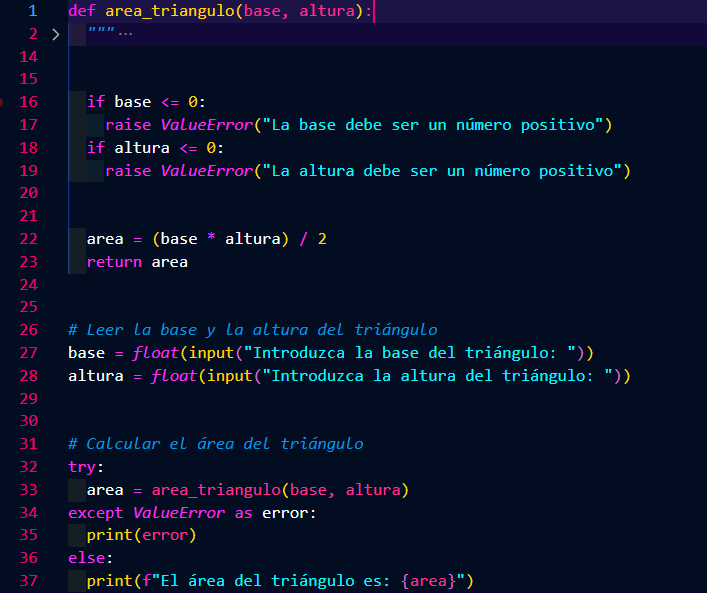 1 def area_triangulo(base, altura):
2 > """ ...
14
15
16 if base <= 0:
17 raise ValueError("La base debe ser un número positivo")
18 if altura <= 0:
19 raise ValueError("La altura debe ser un número positivo")
20
21
22 area = (base * altura) / 2
23 return area
24
25
26 # Leer la base y la altura del triángulo
27 base = float(input("Introduzca la base del triángulo: "))
28 altura = float(input("Introduzca la altura del triángulo: "))
29
30
31 # Calcular el área del triángulo
32 try:
33 area = area_triangulo(base, altura)
34 except ValueError as error:
35 print(error)
36 else:
37 print(f"El área del triángulo es: {area}")